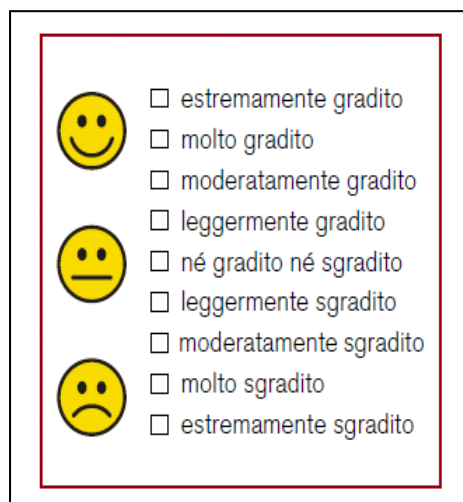 estremamente gradito
molto gradito
moderatamente gradito
leggermente gradito
né gradito né sgradito
leggermente sgradito
moderatamente sgradito
molto sgradito
estremamente sgradito